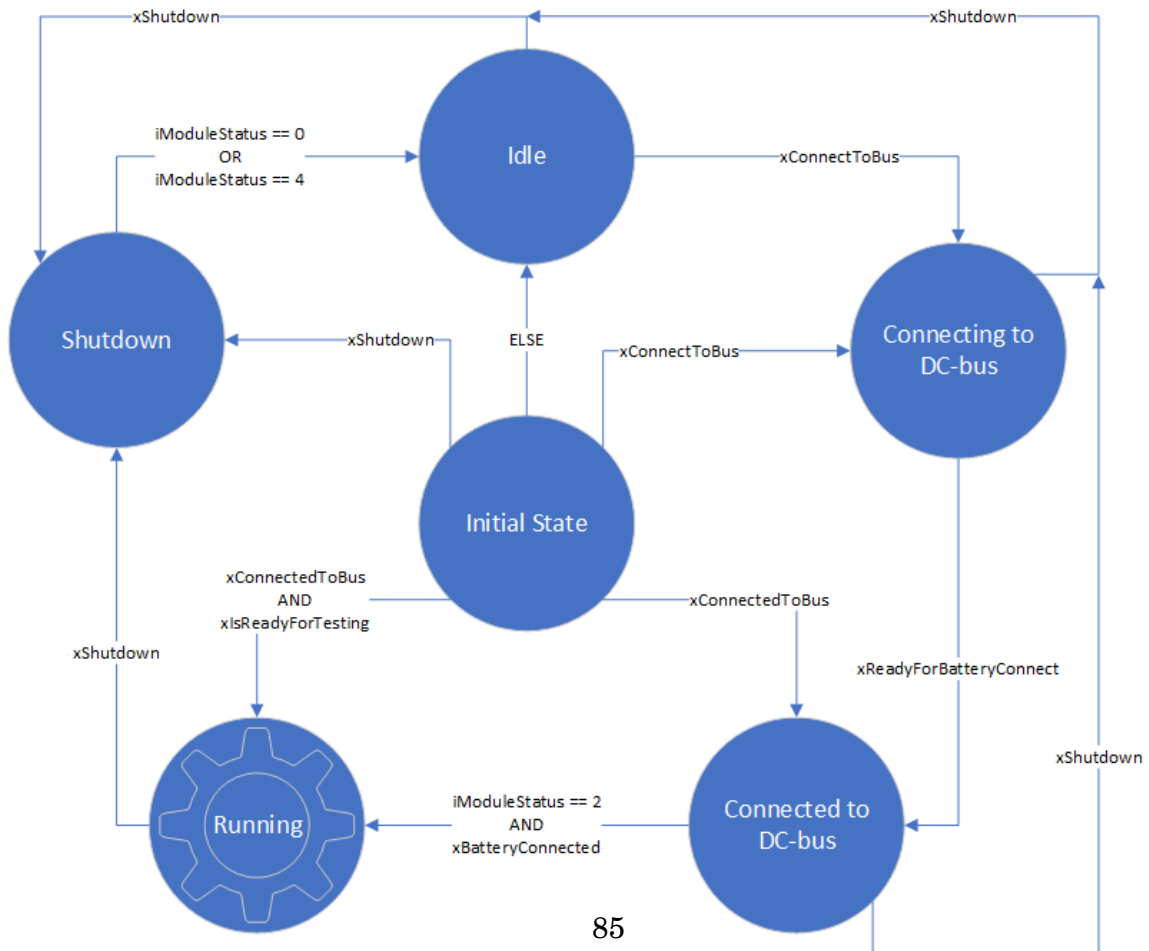 xShutdown
xShutdown
iModuleStatus == 0
OR
iModuleStatus == 4
Idle
xConnectToBus
Shutdown
xShutdown
ELSE
xConnectToBus
Connecting to
DC-bus
Initial State
xConnectedToBus
AND
xIsReadyForTesting
xConnectedToBus
xShutdown
xReadyForBatteryConnect
xShutdown
Running
iModuleStatus == 2
AND
xBatteryConnected
Connected to
DC-bus
85